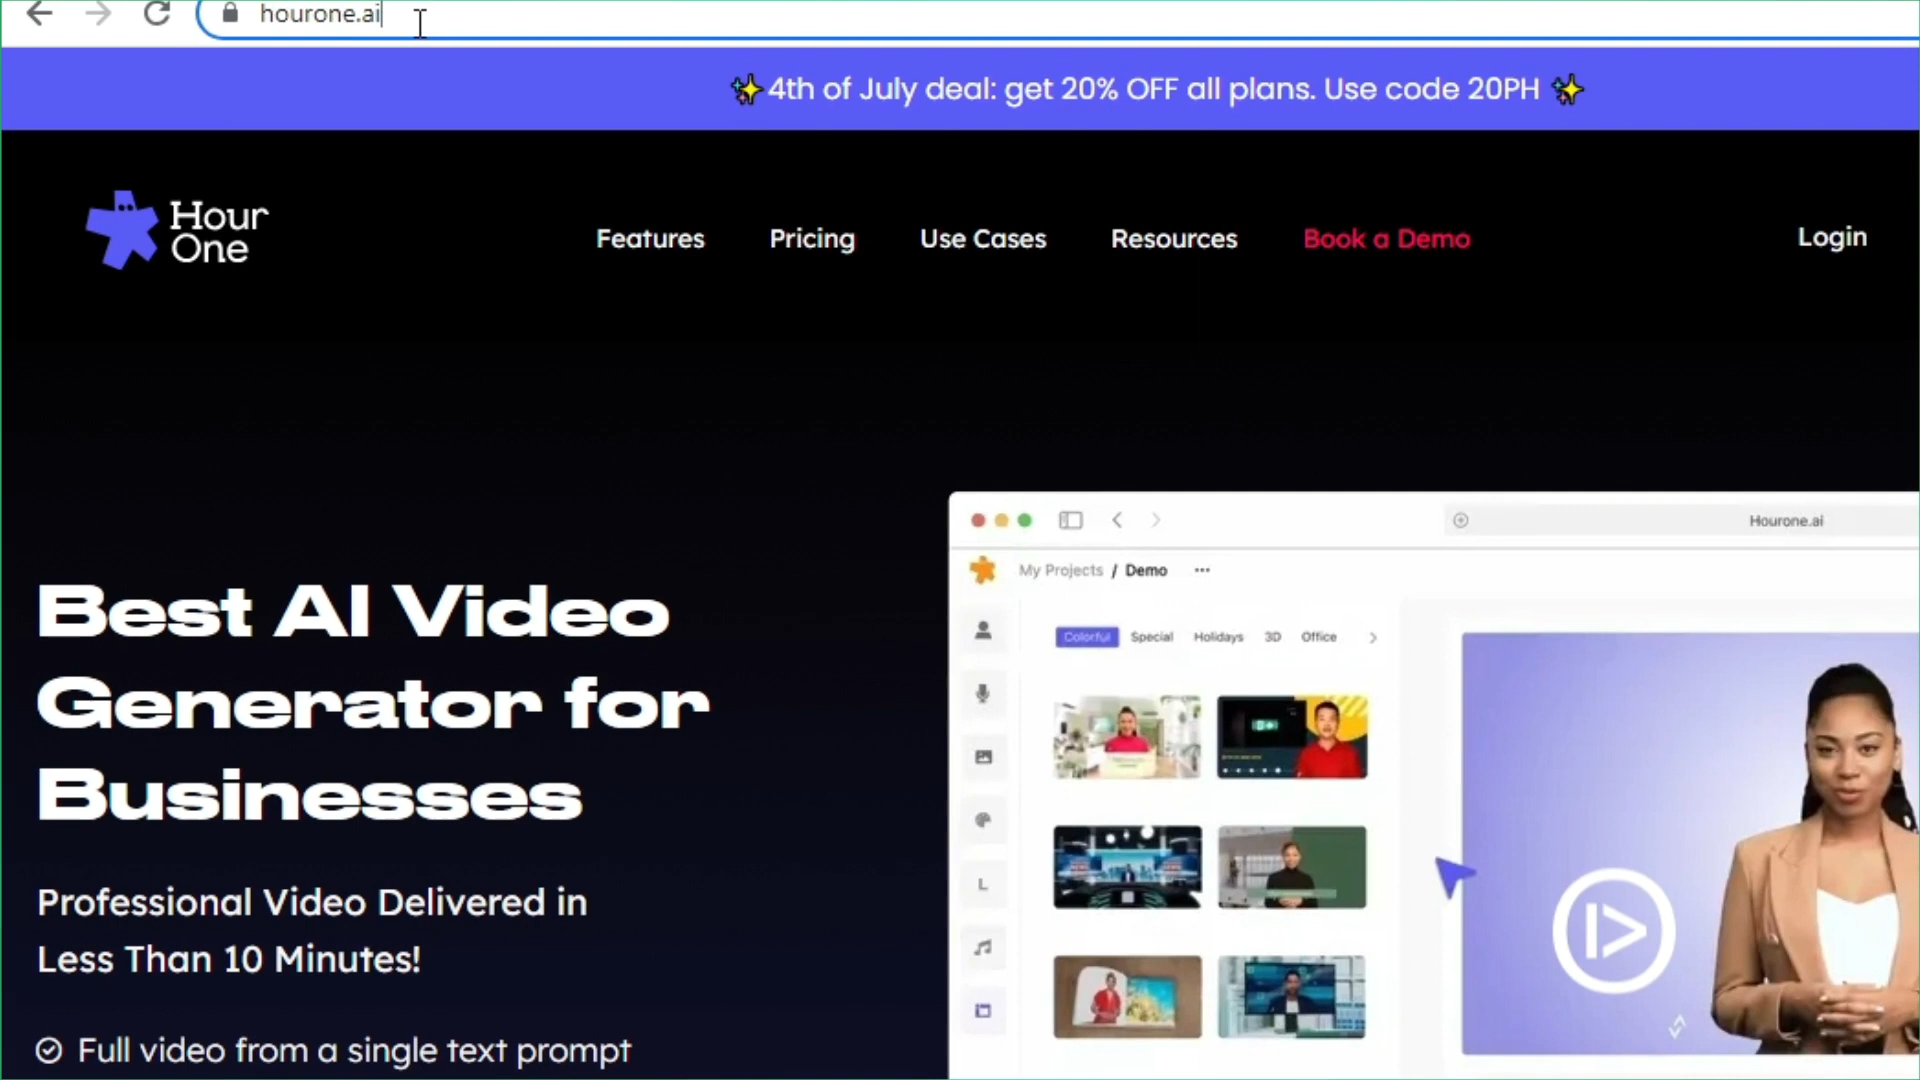 hourone.ai
✨4th of July deal: get 20% OFF all plans. Use code 20PH ✨
Hour
One
Features
Pricing
Use Cases
Resources
Book a Demo
Login
Best AI Video
Generator for
Businesses
Professional Video Delivered in
Less Than 10 Minutes!
Full video from a single text prompt
Hourone.ai
My Projects / Demo ...
Colorful
Special
Holidays
3D
Office
L